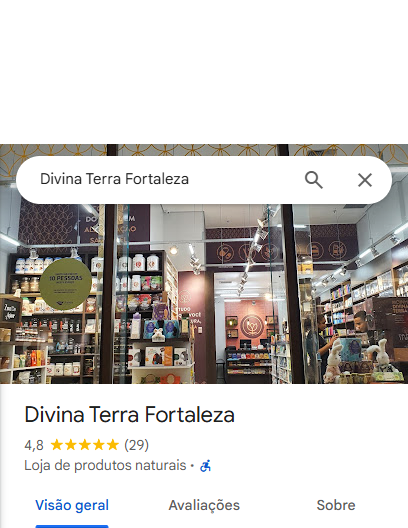 Divina Terra Fortaleza
10 PESSOAS
Divina Terra Fortaleza
4,8 (29)
Loja de produtos naturais ·
Visão geral
Avaliações
Sobre